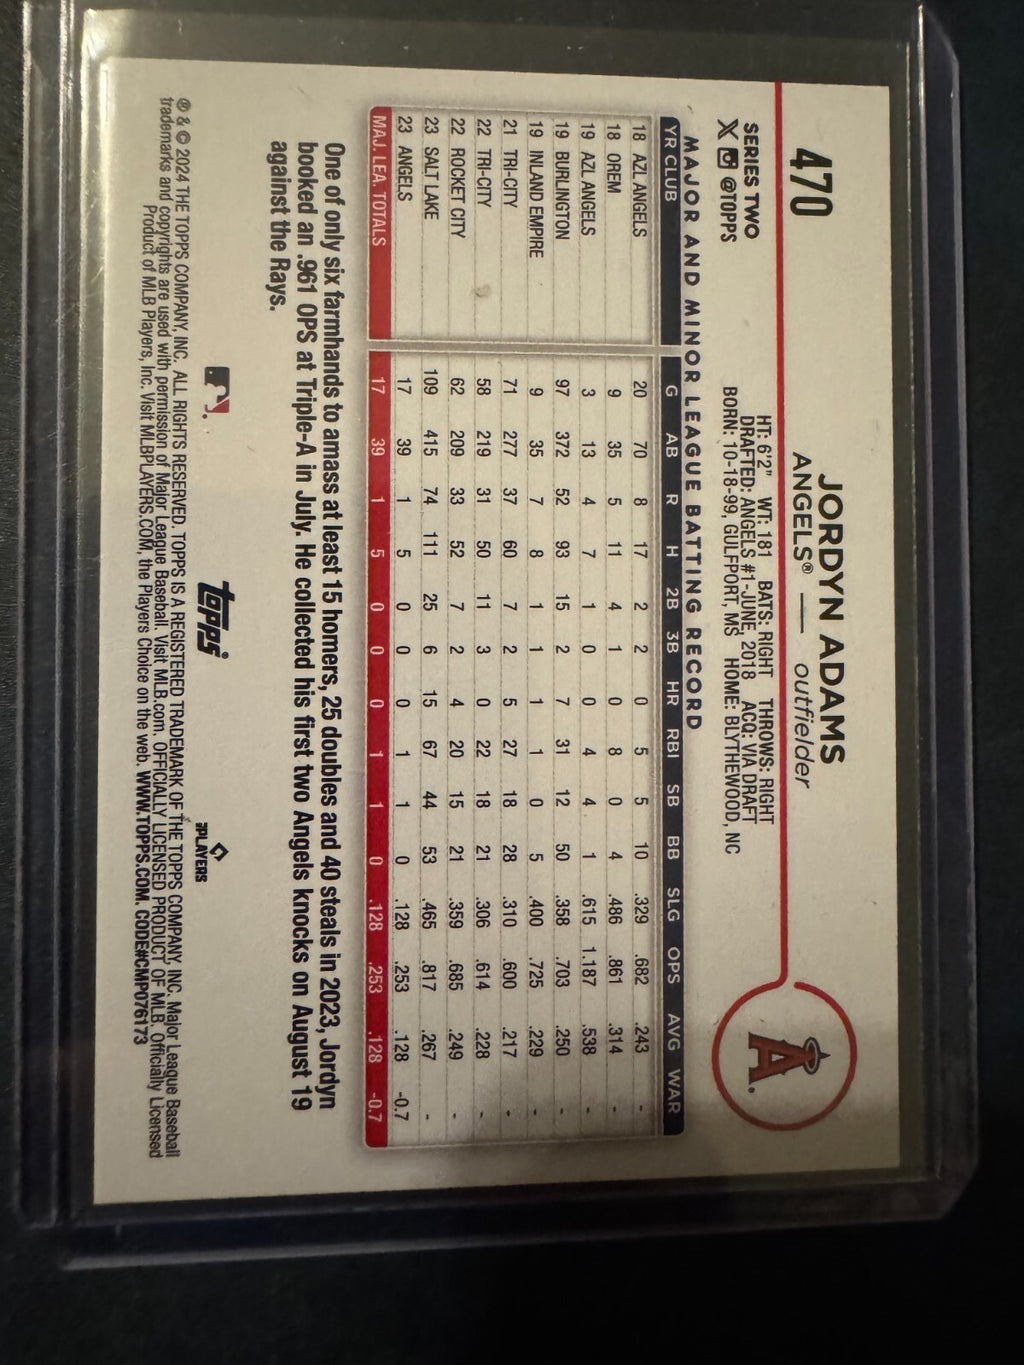 470
JORDYN ADAMS
ANGELS® — outfielder
SERIES TWO
X @TOPPS
HT: 6'2" WT: 181 BATS: RIGHT THROWS: RIGHT
DRAFTED: ANGELS #1-JUNE, 2018 ACQ: VIA DRAFT
BORN: 10-18-99, GULFPORT, MS HOME: BLYTHEWOOD, NC
A
MAJOR AND MINOR LEAGUE BATTING RECORD
YR CLUB G AB R H 2B 3B HR RBI SB BB SLG OPS AVG WAR
18 AZL ANGELS 20 70 8 17 2 2 0 5 5 10 .329 .682 .243 -
18 OREM 9 35 5 11 4 1 0 8 0 4 .486 .861 .314 -
19 AZL ANGELS 3 13 4 7 1 0 0 4 4 1 .615 1.187 .538 -
19 BURLINGTON 97 372 52 93 15 2 7 31 12 50 .358 .703 .250 -
19 INLAND EMPIRE 9 35 7 8 1 1 1 1 0 5 .400 .725 .229 -
21 TRI-CITY 71 277 37 60 7 2 5 27 18 28 .310 .600 .217 -
22 TRI-CITY 58 219 31 50 11 3 0 22 18 21 .306 .614 .228 -
22 ROCKET CITY 62 209 33 52 7 2 4 20 15 21 .359 .685 .249 -
23 SALT LAKE 109 415 74 111 25 6 15 67 44 53 .465 .817 .267 -
23 ANGELS 17 39 1 5 0 0 0 1 1 0 .128 .253 .128 -0.7
MAJ. LEA. TOTALS 17 39 1 5 0 0 0 1 1 0 .128 .253 .128 -0.7
One of only six farmhands to amass at least 15 homers, 25 doubles and 40 steals in 2023, Jordyn
booked an .961 OPS at Triple-A in July. He collected his first two Angels knocks on August 19
against the Rays.
topps
PLAYERS
® & © 2024 THE TOPPS COMPANY, INC. ALL RIGHTS RESERVED. TOPPS IS A REGISTERED TRADEMARK OF THE TOPPS COMPANY, INC. Major League Baseball
trademarks and copyrights are used with permission of Major League Baseball. Visit MLB.com. OFFICIALLY LICENSED PRODUCT OF MLB Officially Licensed
Product of MLB Players, Inc. Visit MLBPLAYERS.COM, the Players Choice on the web. WWW.TOPPS.COM. CODE#CMP076173